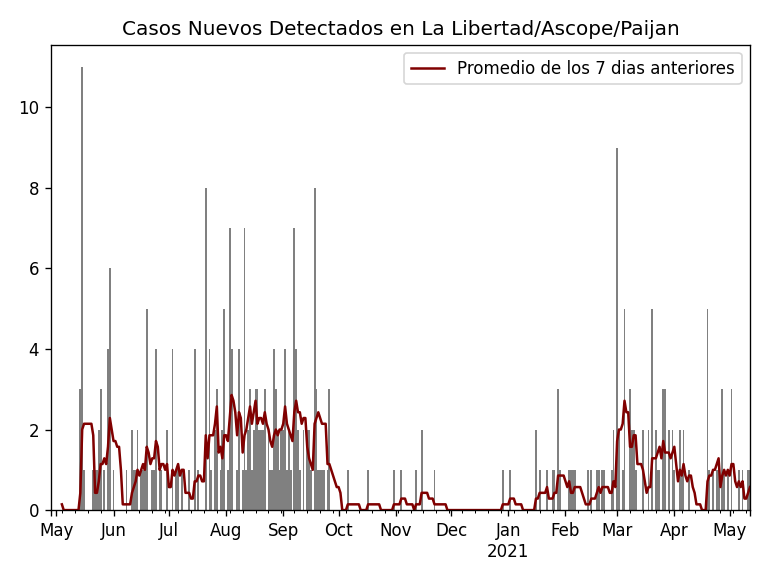 Casos Nuevos Detectados en La Libertad/Ascope/Paijan
Promedio de los 7 dias anteriores
10
8
6
4
2
0
May Jun Jul Aug Sep Oct Nov Dec Jan Feb Mar Apr May
2021